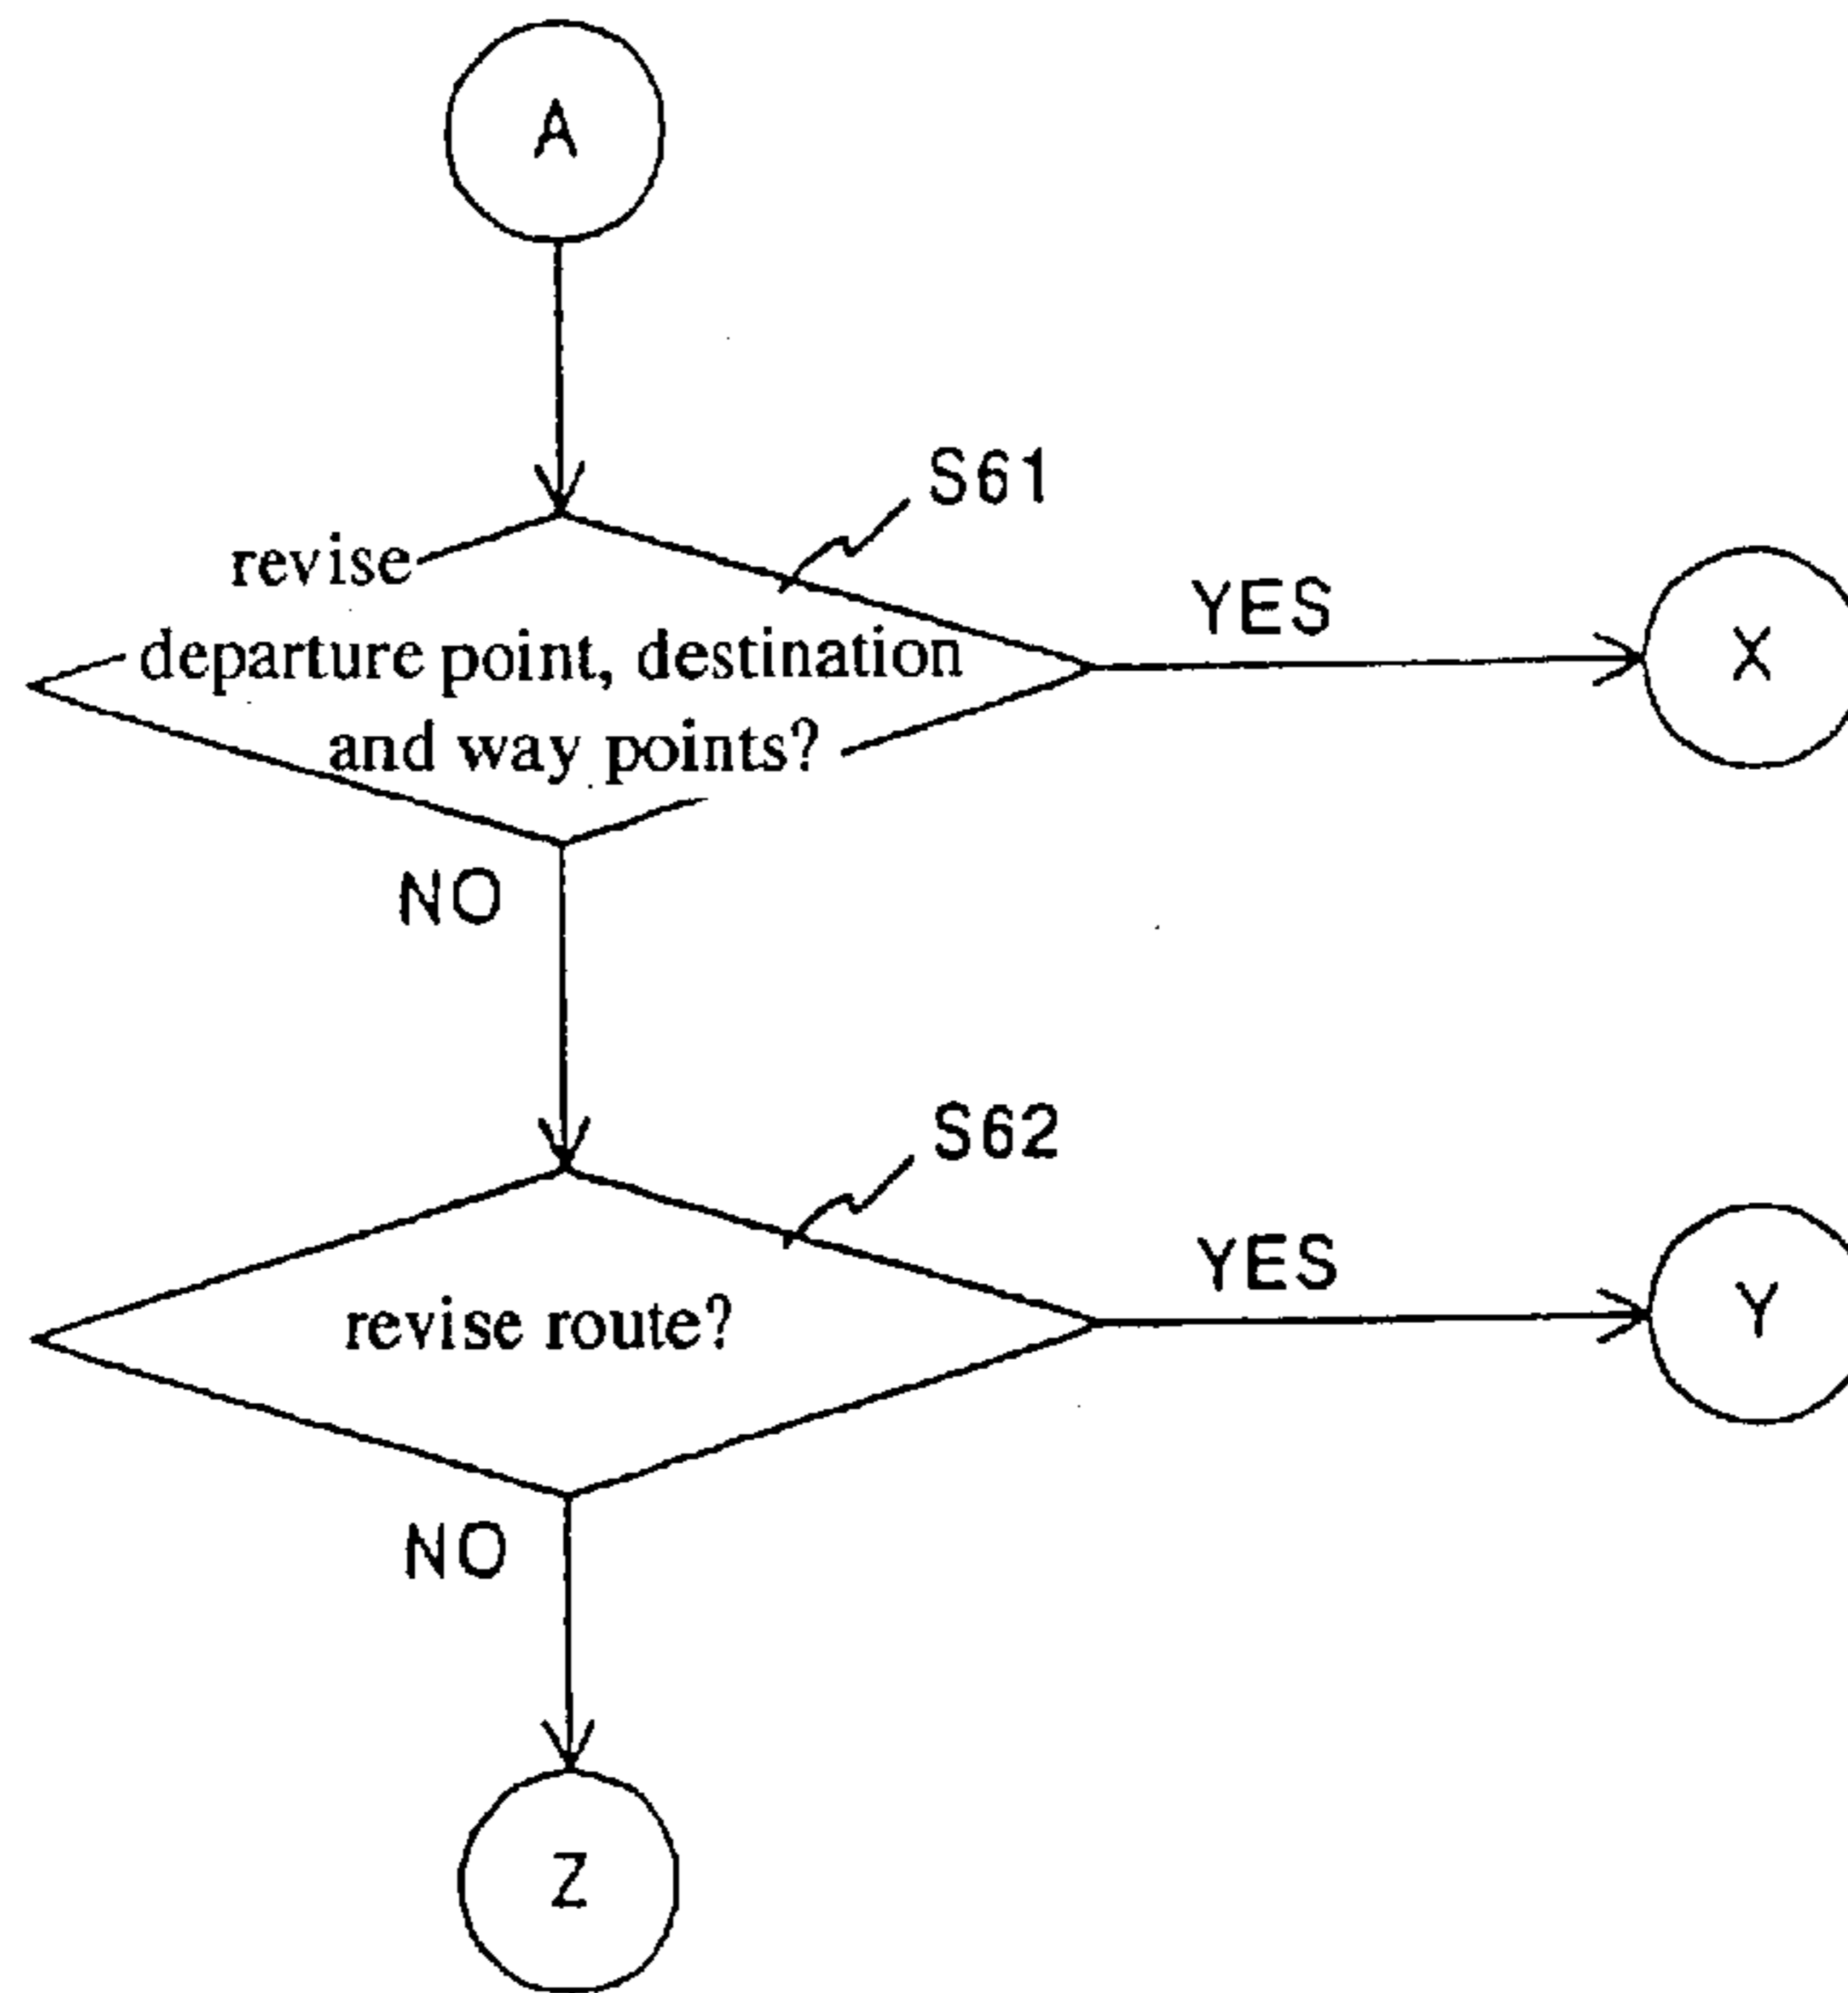 A
S61
revise
departure point, destination
and way points?
YES
X
NO
S62
revise route?
YES
Y
NO
Z